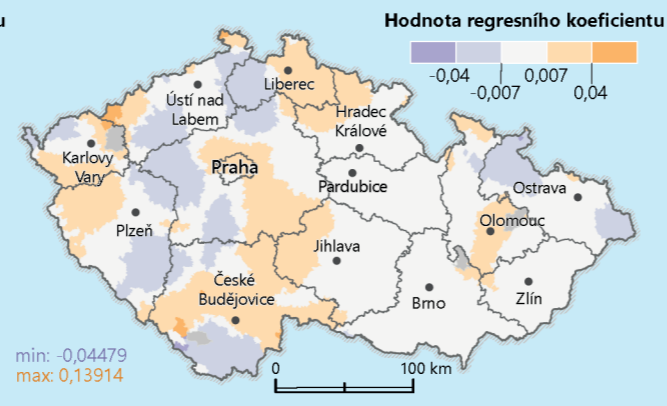 u
Hodnota regresního koeficientu
-0,04
0,007
-0,007
0,04
Liberec
Ústí nad
Labem
Hradec
Králové
Karlovy
Vary
Praha
Pardubice
Ostrava
Plzeň
Olomouc
Jihlava
České
Budějovice
Brno
Zlín
min: -0,04479
max: 0,13914
0
100 km